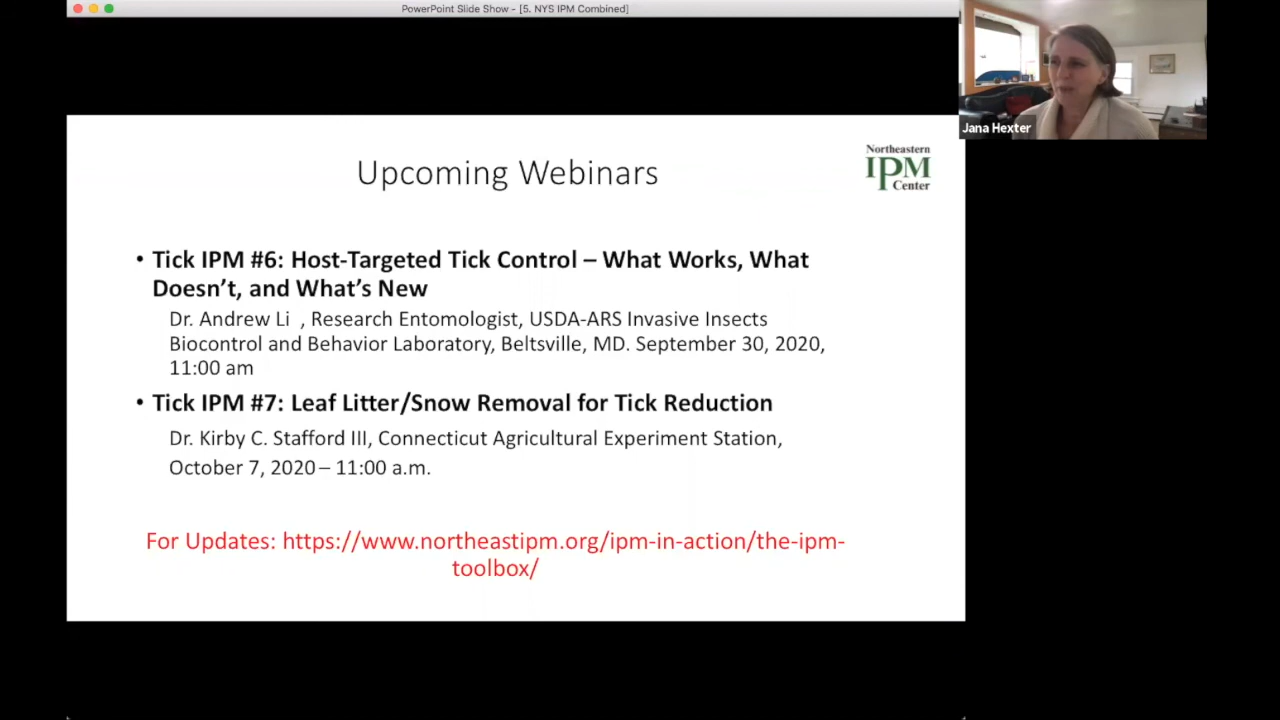 PowerPoint Slide Show - [5. NYS IPM Combined]
Jana Hexter
Northeastern
IPM
Center
Upcoming Webinars
• Tick IPM #6: Host-Targeted Tick Control – What Works, What
Doesn’t, and What’s New
Dr. Andrew Li , Research Entomologist, USDA-ARS Invasive Insects
Biocontrol and Behavior Laboratory, Beltsville, MD. September 30, 2020,
11:00 am
• Tick IPM #7: Leaf Litter/Snow Removal for Tick Reduction
Dr. Kirby C. Stafford III, Connecticut Agricultural Experiment Station,
October 7, 2020 – 11:00 a.m.
For Updates: https://www.northeastipm.org/ipm-in-action/the-ipm-
toolbox/